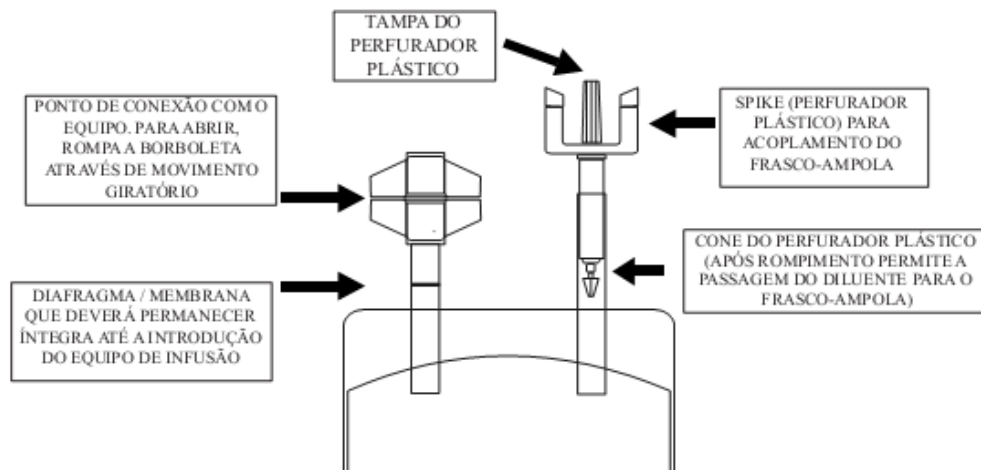 TAMPA DO
PERFURADOR
PLÁSTICO
PONTO DE CONEXÃO COM O
EQUIPO. PARA ABRIR,
ROMPA A BORBOLETA
ATRAVÉS DE MOVIMENTO
GIRATÓRIO
SPIKE (PERFURADOR
PLÁSTICO) PARA
ACOPLAMENTO DO
FRASCO-AMPOLA
DIAFRAGMA / MEMBRANA
QUE DEVERÁ PERMANECER
ÍNTEGRA ATÉ A INTRODUÇÃO
DO EQUIPO DE INFUSÃO
CONE DO PERFURADOR PLÁSTICO
(APÓS ROMPIMENTO PERMITE A
PASSAGEM DO DILUENTE PARA O
FRASCO-AMPOLA)